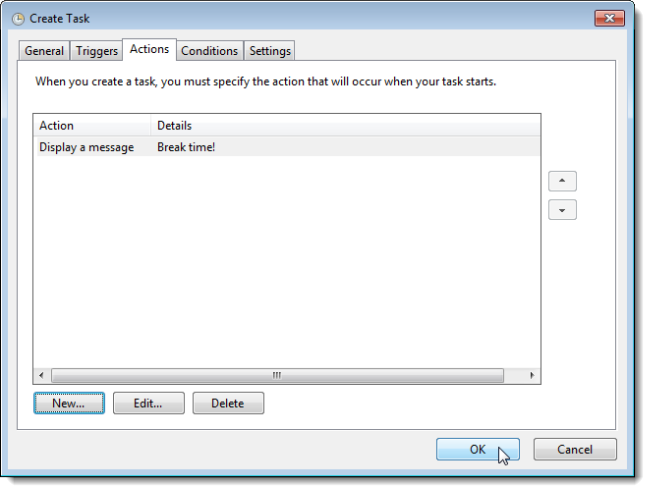 Create Task
General Triggers Actions Conditions Settings
When you create a task, you must specify the action that will occur when your task starts.
Action Details
Display a message Break time!
New... Edit... Delete
OK Cancel